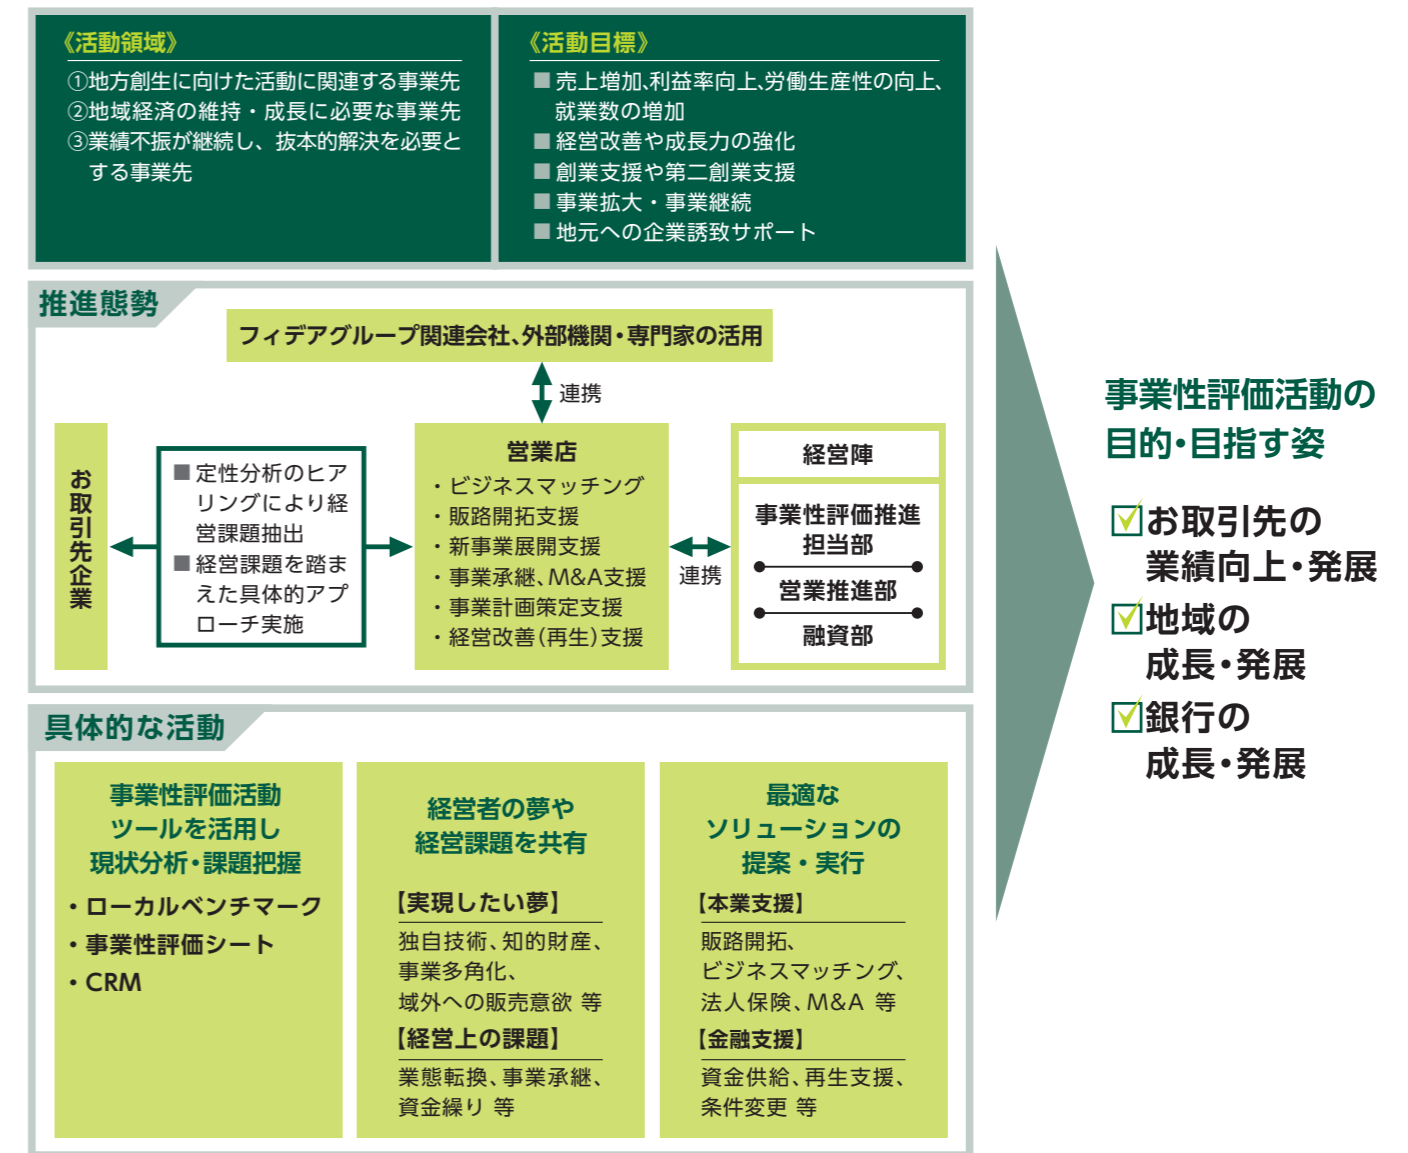 《活動領域》
①地方創生に向けた活動に関連する事業先
②地域経済の維持・成長に必要な事業先
③業績不振が継続し、抜本的解決を必要と
する事業先
《活動目標》
■売上増加、利益率向上、労働生産性の向上、
就業数の増加
■経営改善や成長力の強化
■創業支援や第二創業支援
■事業拡大・事業継続
■地元への企業誘致サポート
推進態勢
フィデアグループ関連会社、外部機関・専門家の活用
連携
お取引先企業
■定性分析のヒア
リングにより経
営課題抽出
■経営課題を踏ま
えた具体的アプ
ローチ実施
営業店
・ビジネスマッチング
・販路開拓支援
・新事業展開支援
・事業承継、M&A支援
・事業計画策定支援
・経営改善(再生)支援
連携
経営陣
事業性評価推進
担当部
営業推進部
融資部
具体的な活動
事業性評価活動
ツールを活用し
現状分析・課題把握
・ローカルベンチマーク
・事業性評価シート
・CRM
経営者の夢や
経営課題を共有
【実現したい夢】
独自技術、知的財産、
事業多角化、
域外への販売意欲 等
【経営上の課題】
業態転換、事業承継、
資金繰り 等
最適な
ソリューションの
提案・実行
【本業支援】
販路開拓、
ビジネスマッチング、
法人保険、M&A 等
【金融支援】
資金供給、再生支援、
条件変更 等
事業性評価活動の
目的・目指す姿
お取引先の
業績向上・発展
地域の
成長・発展
銀行の
成長・発展